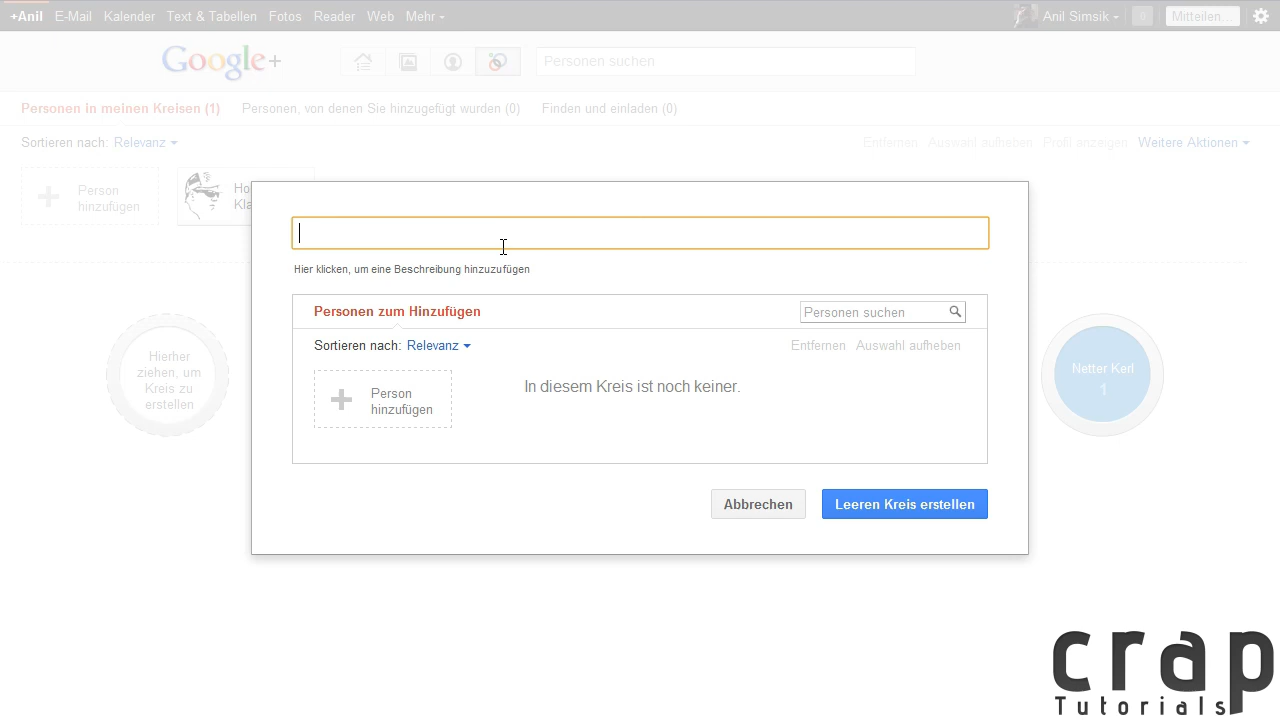 +Anil E-Mail Kalender Text & Tabellen Fotos Reader Web Mehr Anil Simsik 0 Mitteilen...
Google+ Personen suchen
Personen in meinen Kreisen (1) Personen, von denen Sie hinzugefügt wurden (0) Finden und einladen (0)
Sortieren nach: Relevanz Entfernen Auswahl aufheben Profil anzeigen Weitere Aktionen
Person
hinzufügen
Hier klicken, um eine Beschreibung hinzuzufügen
Personen zum Hinzufügen Personen suchen
Sortieren nach: Relevanz Entfernen Auswahl aufheben
Person
hinzufügen
In diesem Kreis ist noch keiner.
Abbrechen Leeren Kreis erstellen
Hierher
ziehen, um
Kreis zu
erstellen
Netter Kerl
1
crap
Tutorials